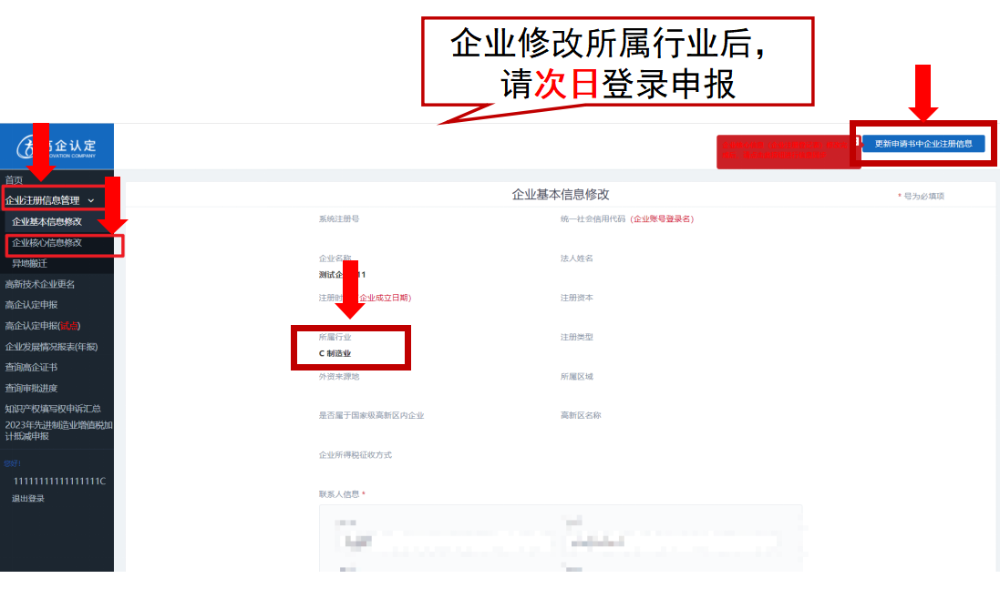 企业修改所属行业后，
请次日登录申报
企认定
更新申请书中企业注册信息
首页
企业注册信息管理
企业基本信息修改
企业核心信息修改
异地搬迁
高新技术企业更名
高企认定申报
高企认定申报(试点)
企业发展情况报表(年报)
查询高企证书
查询审批进度
知识产权填写权申诉汇总
2023年先进制造业增值税加
计抵减申报
您好!
11111111111111111C
退出登录
企业基本信息修改
* 号为必填项
系统注册号
统一社会信用代码 (企业账号登录名)
企业名称
法人姓名
测试企 11
注册时 企业成立日期)
注册资本
所属行业
注册类型
C 制造业
外资来源地
所属区域
是否属于国家级高新区内企业
高新区名称
企业所得税征收方式
联系人信息 *